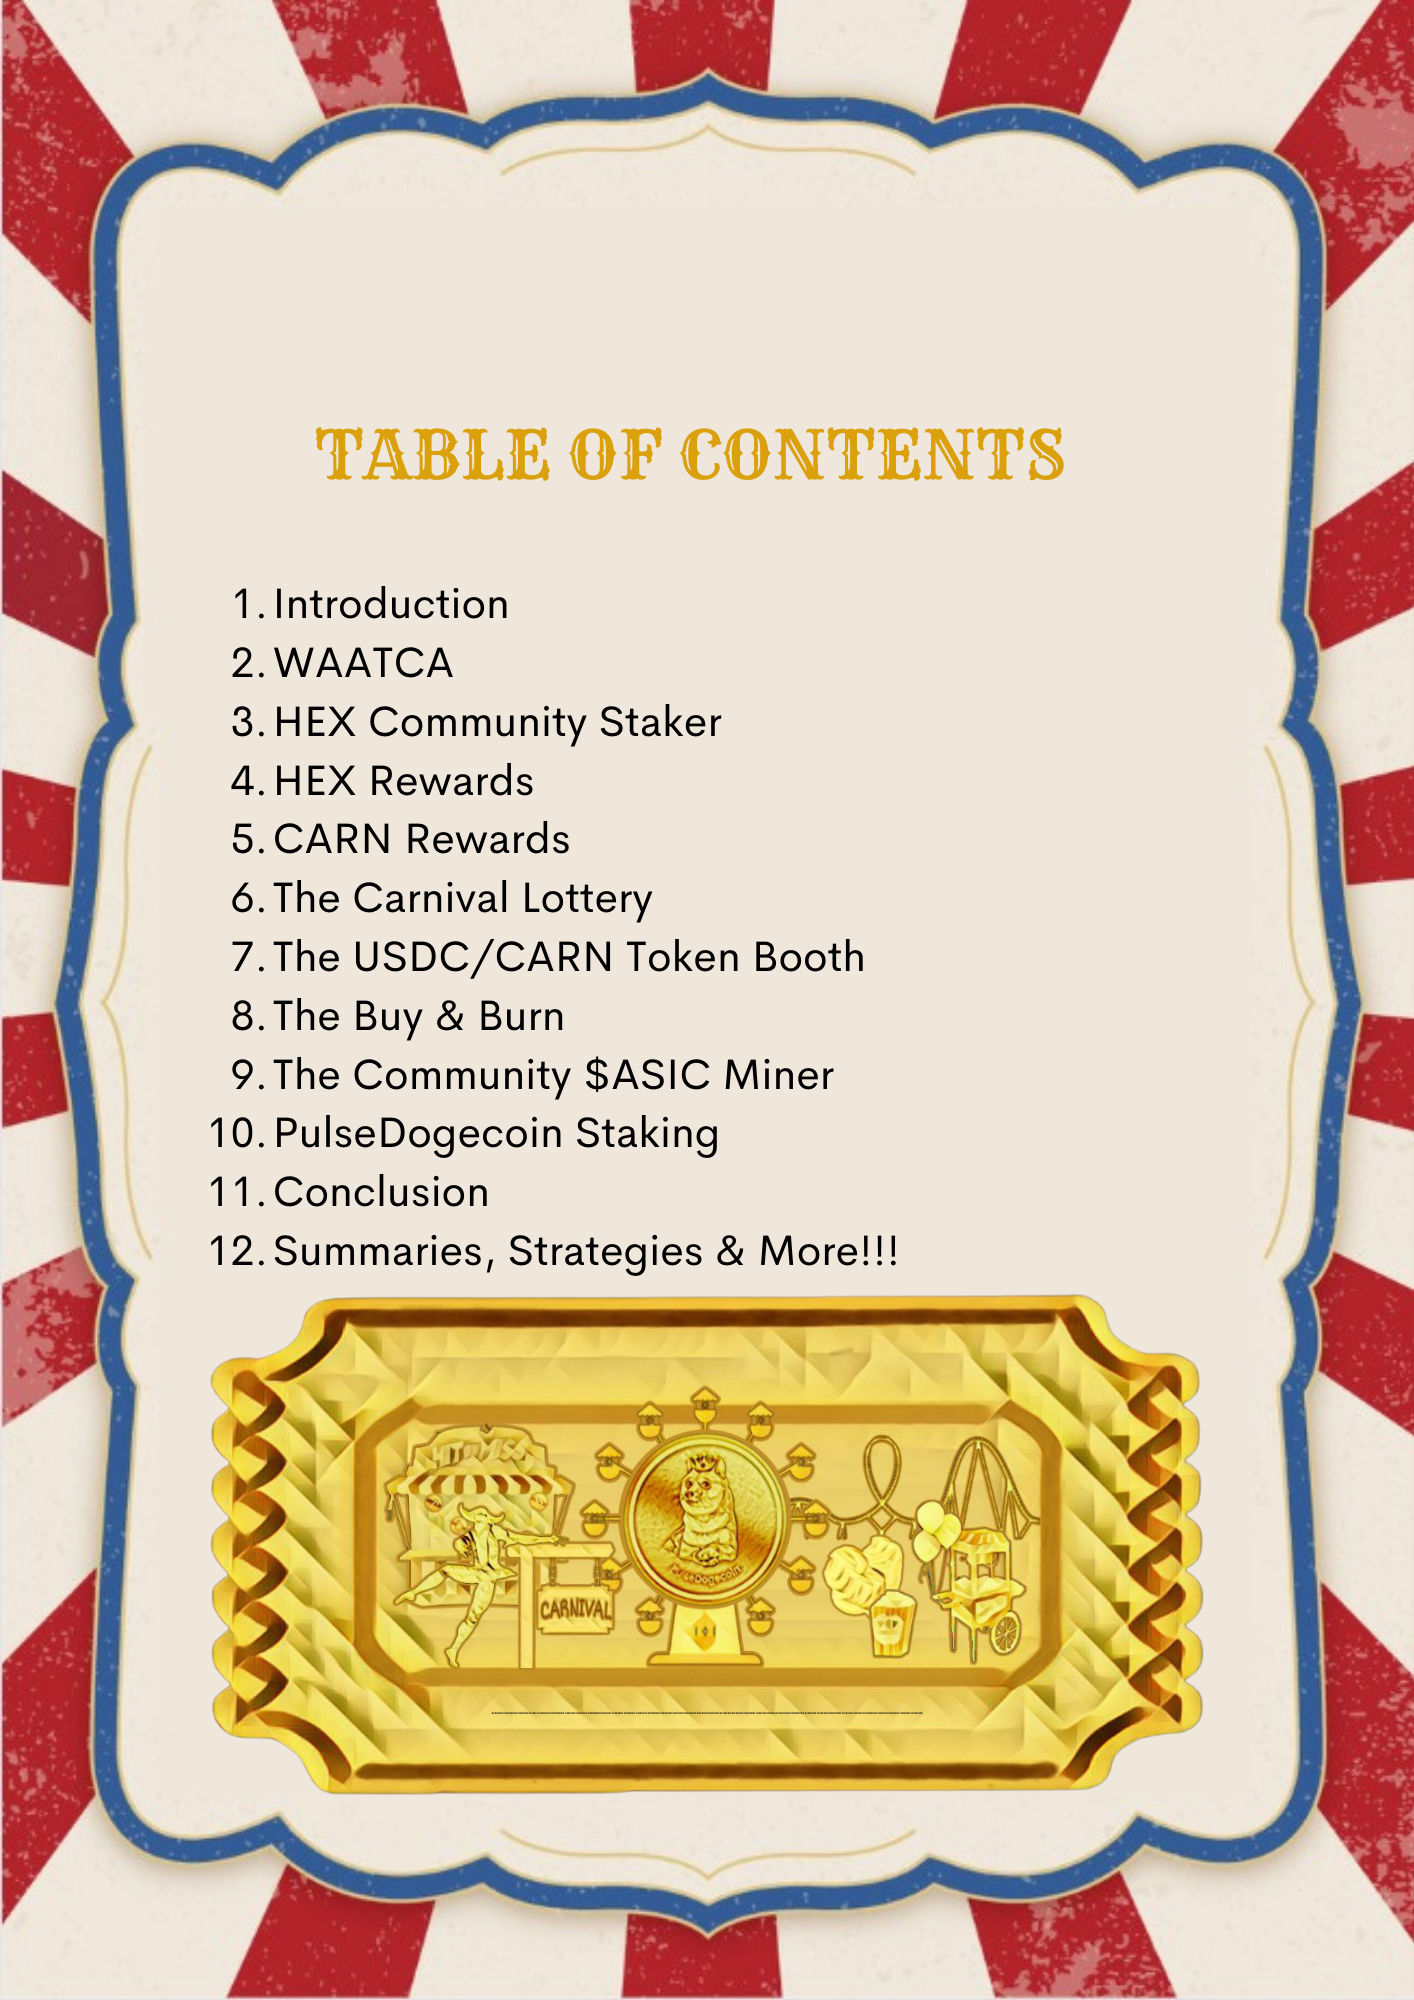 TABLE OF CONTENTS
1. Introduction
2. WAATCA
3. HEX Community Staker
4. HEX Rewards
5. CARN Rewards
6. The Carnival Lottery
7. The USDC/CARN Token Booth
8. The Buy & Burn
9. The Community $ASIC Miner
10. PulseDogecoin Staking
11. Conclusion
12. Summaries, Strategies & More!!!
CARNIVAL
PulseDogecoin
POP